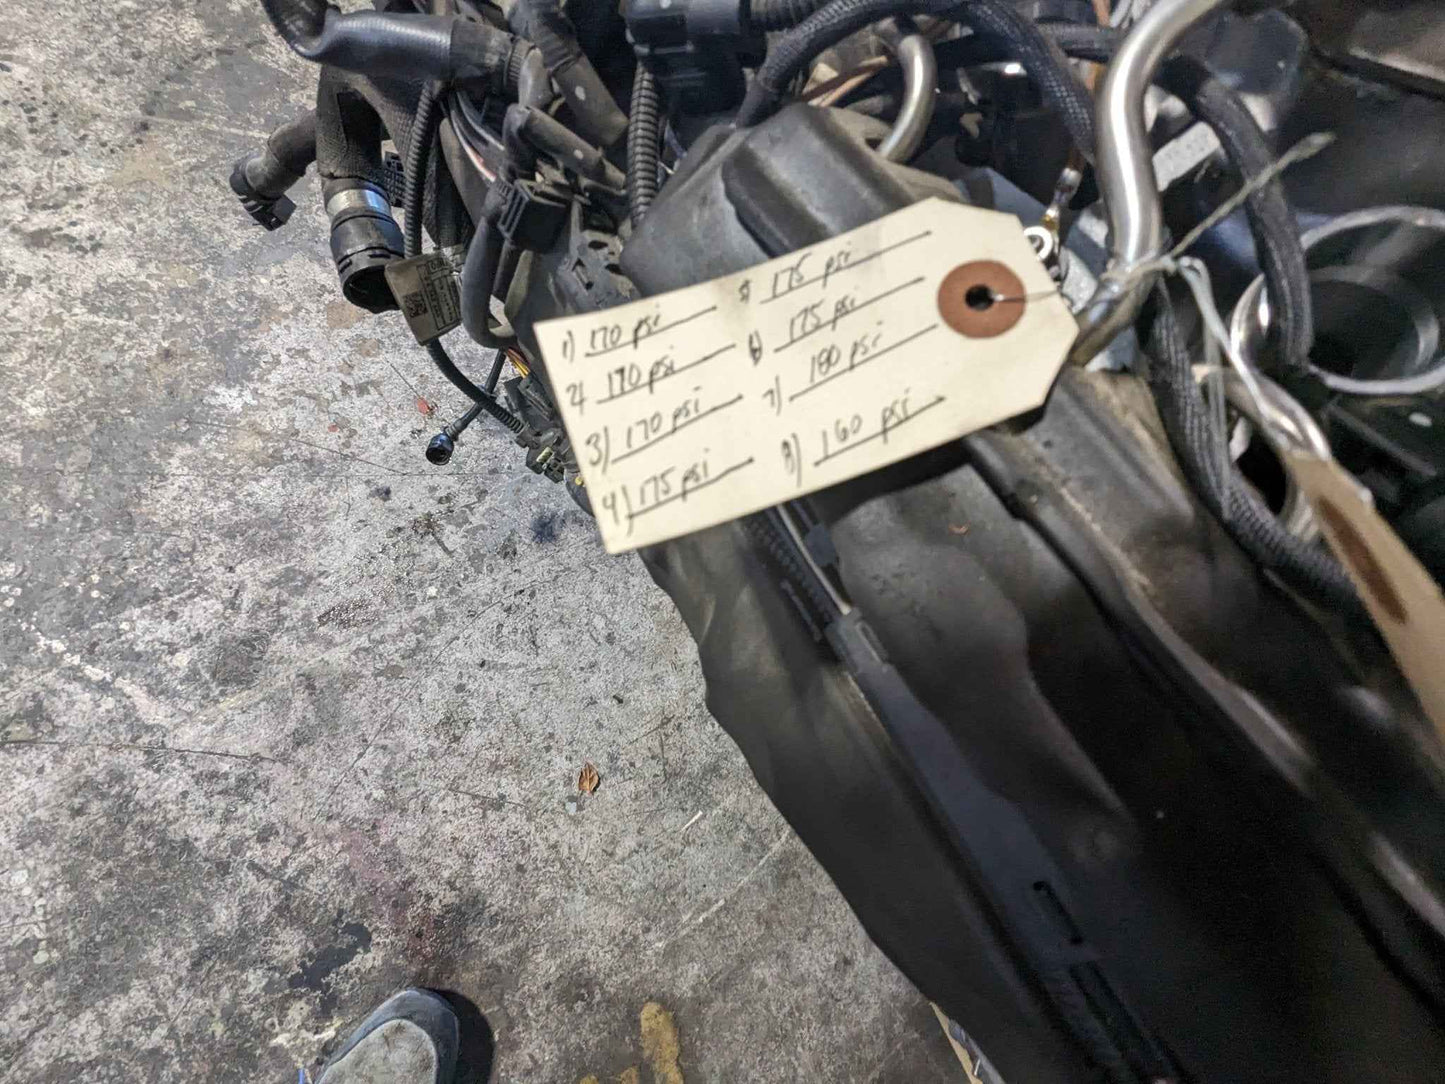 1) 170 psi
2) 170 psi
3) 170 psi
4) 175 psi
5) 175 psi
6) 175 psi
7) 180 psi
8) 160 psi